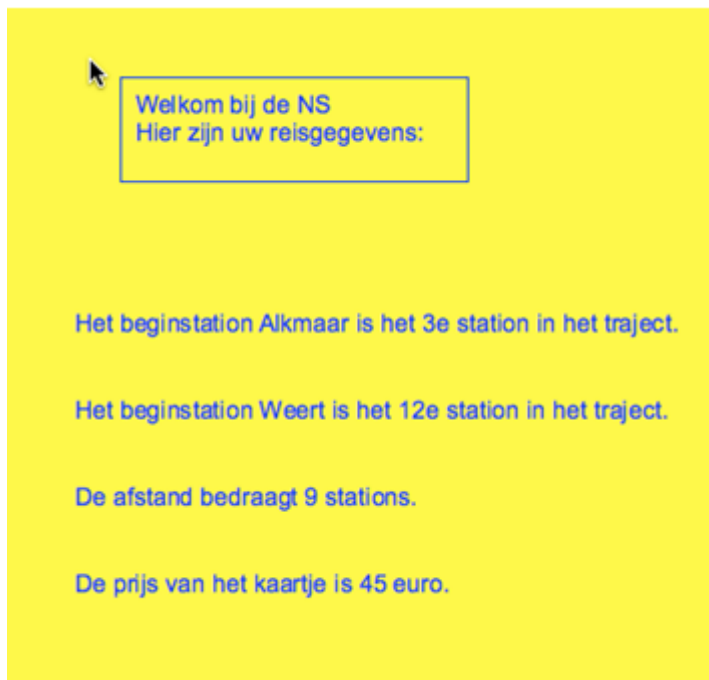 Welkom bij de NS
Hier zijn uw reisgegevens:
Het beginstation Alkmaar is het 3e station in het traject.
Het beginstation Weert is het 12e station in het traject.
De afstand bedraagt 9 stations.
De prijs van het kaartje is 45 euro.